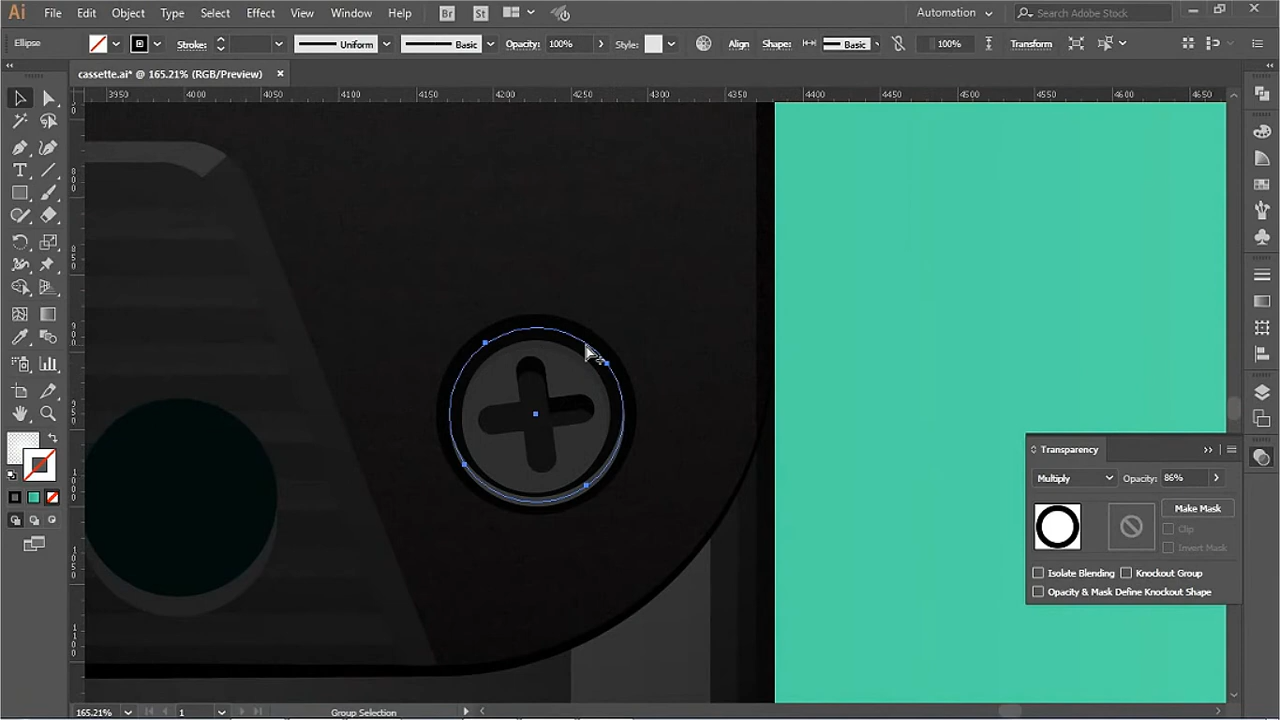 Ai File Edit Object Type Select Effect View Window Help Br St Automation Search Adobe Stock
Ellipse Stroke: Uniform Basic Opacity: 100% Style: Align Shape: Basic 100% Transform
cassette.ai* @ 165.21% (RGB/Preview)
3950 4000 4050 4100 4150 4200 4250 4300 4350 4400 4450 4500 4550 4600 4650
Transparency
Multiply Opacity: 86%
Make Mask
Clip
Invert Mask
Isolate Blending Knockout Group
Opacity & Mask Define Knockout Shape
165.21% 1 Group Selection